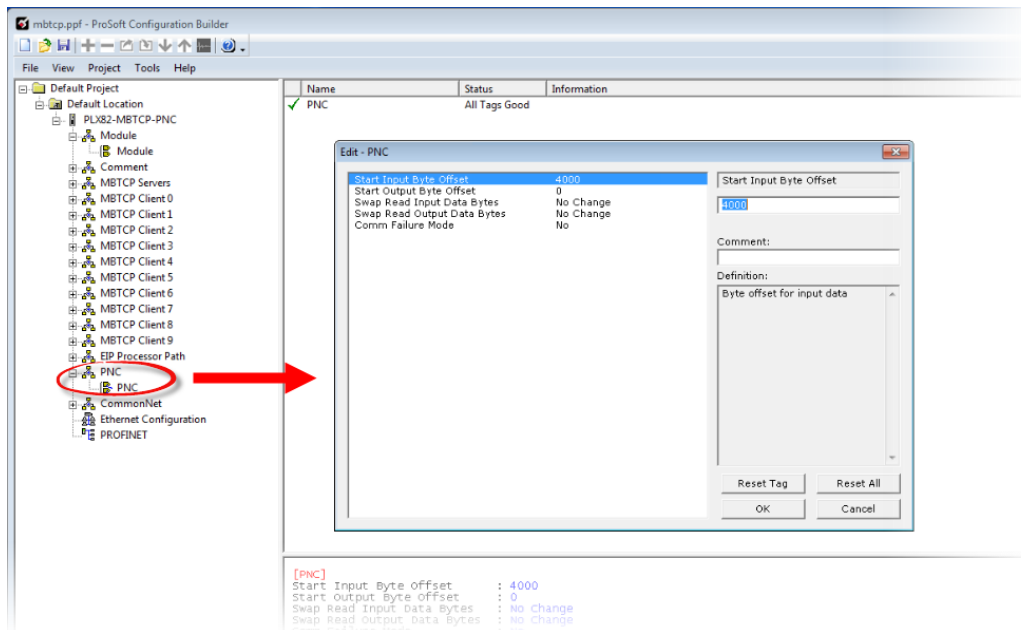 mbtcp.ppf - ProSoft Configuration Builder
File View Project Tools Help
Default Project
Default Location
PLX82-MBTCP-PNC
Module
Module
Comment
MBTCP Servers
MBTCP Client 0
MBTCP Client 1
MBTCP Client 2
MBTCP Client 3
MBTCP Client 4
MBTCP Client 5
MBTCP Client 6
MBTCP Client 7
MBTCP Client 8
MBTCP Client 9
EIP Processor Path
PNC
PNC
CommonNet
Ethernet Configuration
PROFINET
Name Status Information
PNC All Tags Good
Edit - PNC
Start Input Byte Offset 4000
Start Output Byte Offset 0
Swap Read Input Data Bytes No Change
Swap Read Output Data Bytes No Change
Comm Failure Mode No
Start Input Byte Offset
4000
Comment:
Definition:
Byte offset for input data
Reset Tag Reset All
OK Cancel
[PNC]
Start Input Byte Offset : 4000
Start Output Byte Offset : 0
Swap Read Input Data Bytes : No Change
Swap Read Output Data Bytes : No Change